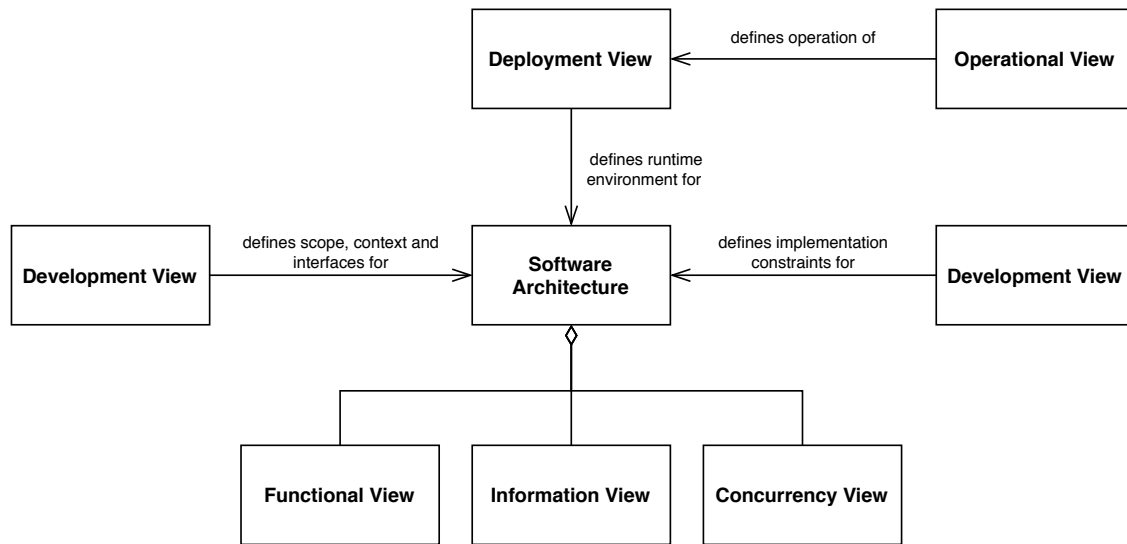 Deployment View
defines operation of
Operational View
defines runtime
environment for
Development View
defines scope, context and
interfaces for
Software
Architecture
defines implementation
constraints for
Development View
Functional View
Information View
Concurrency View